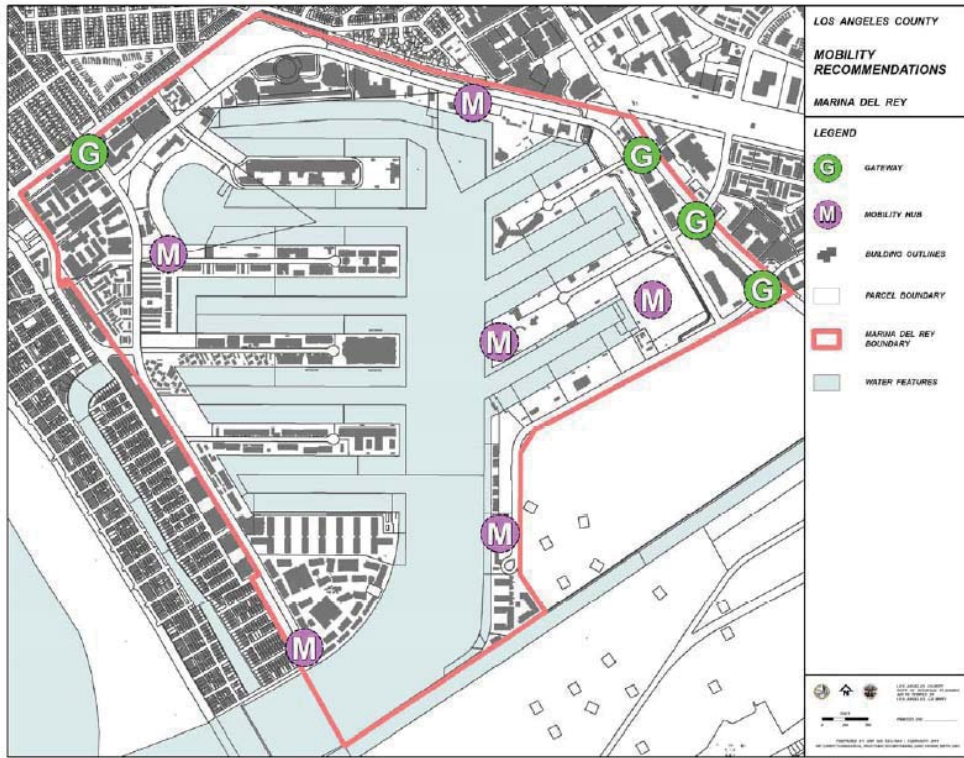 LOS ANGELES COUNTY
MOBILITY
RECOMMENDATIONS
MARINA DEL REY
LEGEND
G GATEWAY
M MOBILITY HUB
BUILDING OUTLINES
PARCEL BOUNDARY
MARINA DEL REY
BOUNDARY
WATER FEATURES
M
G
G
G
M
G
M
M
G
M
M